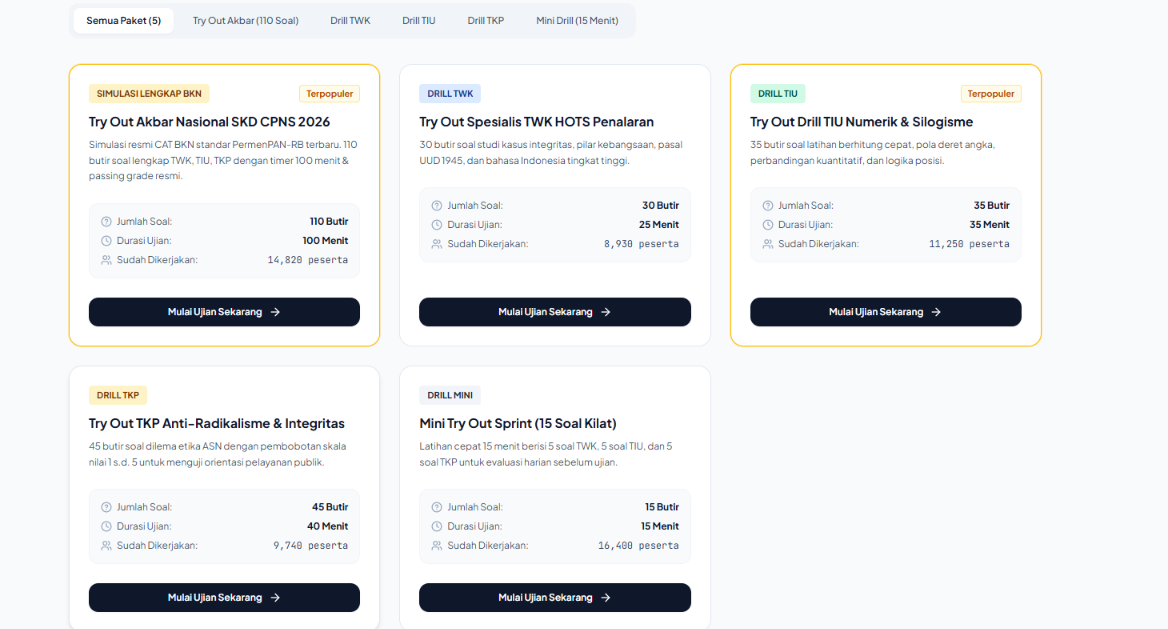 Semua Paket (5)
Try Out Akbar (110 Soal)
Drill TWK
Drill TIU
Drill TKP
Mini Drill (15 Menit)
SIMULASI LENGKAP BKN
Terpopuler
Try Out Akbar Nasional SKD CPNS 2026
Simulasi resmi CAT BKN standar PermenPAN-RB terbaru. 110
butir soal lengkap TWK, TIU, TKP dengan timer 100 menit &
passing grade resmi.
Jumlah Soal: 110 Butir
Durasi Ujian: 100 Menit
Sudah Dikerjakan: 14,820 peserta
Mulai Ujian Sekarang →
DRILL TWK
Try Out Spesialis TWK HOTS Penalaran
30 butir soal studi kasus integritas, pilar kebangsaan, pasal
UUD 1945, dan bahasa Indonesia tingkat tinggi.
Jumlah Soal: 30 Butir
Durasi Ujian: 25 Menit
Sudah Dikerjakan: 8,930 peserta
Mulai Ujian Sekarang →
DRILL TIU
Terpopuler
Try Out Drill TIU Numerik & Silogisme
35 butir soal latihan berhitung cepat, pola deret angka,
perbandingan kuantitatif, dan logika posisi.
Jumlah Soal: 35 Butir
Durasi Ujian: 35 Menit
Sudah Dikerjakan: 11,250 peserta
Mulai Ujian Sekarang →
DRILL TKP
Try Out TKP Anti-Radikalisme & Integritas
45 butir soal dilema etika ASN dengan pembobotan skala
nilai 1 s.d. 5 untuk menguji orientasi pelayanan publik.
Jumlah Soal: 45 Butir
Durasi Ujian: 40 Menit
Sudah Dikerjakan: 9,740 peserta
Mulai Ujian Sekarang →
DRILL MINI
Mini Try Out Sprint (15 Soal Kilat)
Latihan cepat 15 menit berisi 5 soal TWK, 5 soal TIU, dan 5
soal TKP untuk evaluasi harian sebelum ujian.
Jumlah Soal: 15 Butir
Durasi Ujian: 15 Menit
Sudah Dikerjakan: 16,400 peserta
Mulai Ujian Sekarang →